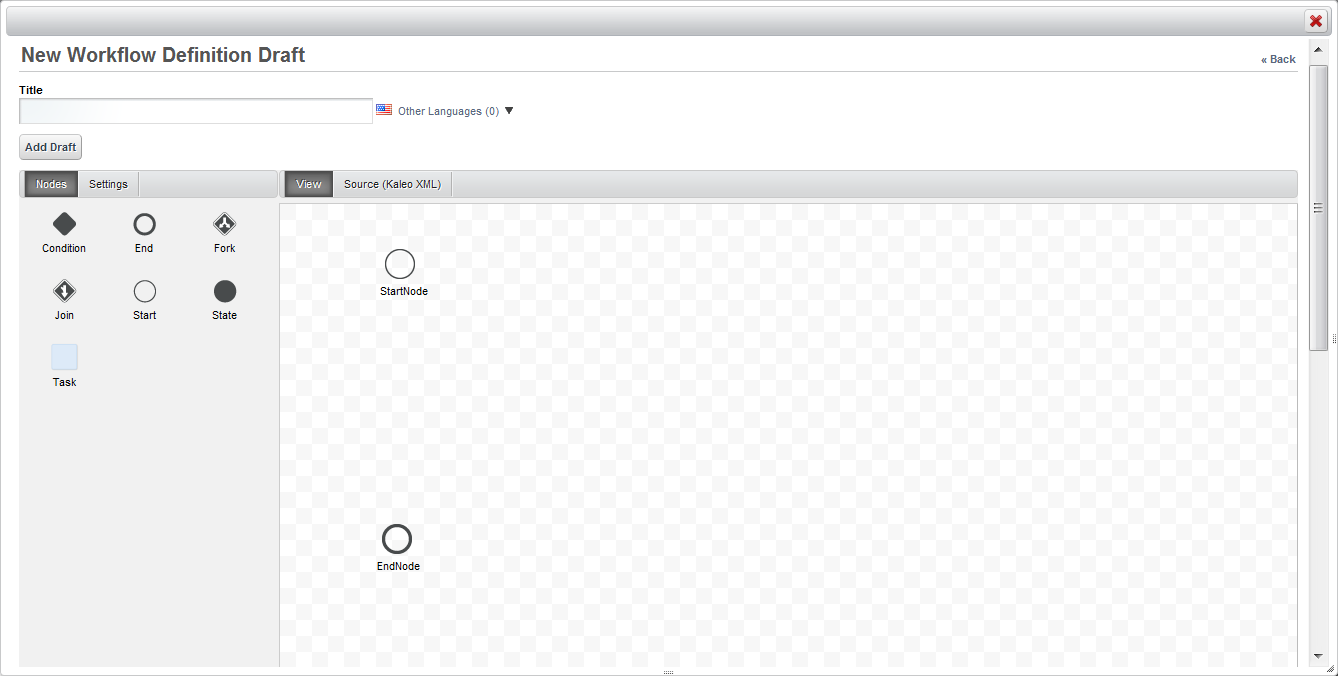 New Workflow Definition Draft
« Back
Title
Other Languages (0) ▼
Add Draft
Nodes Settings
View Source (Kaleo XML)
Condition End Fork
Join Start State
Task
StartNode
EndNode